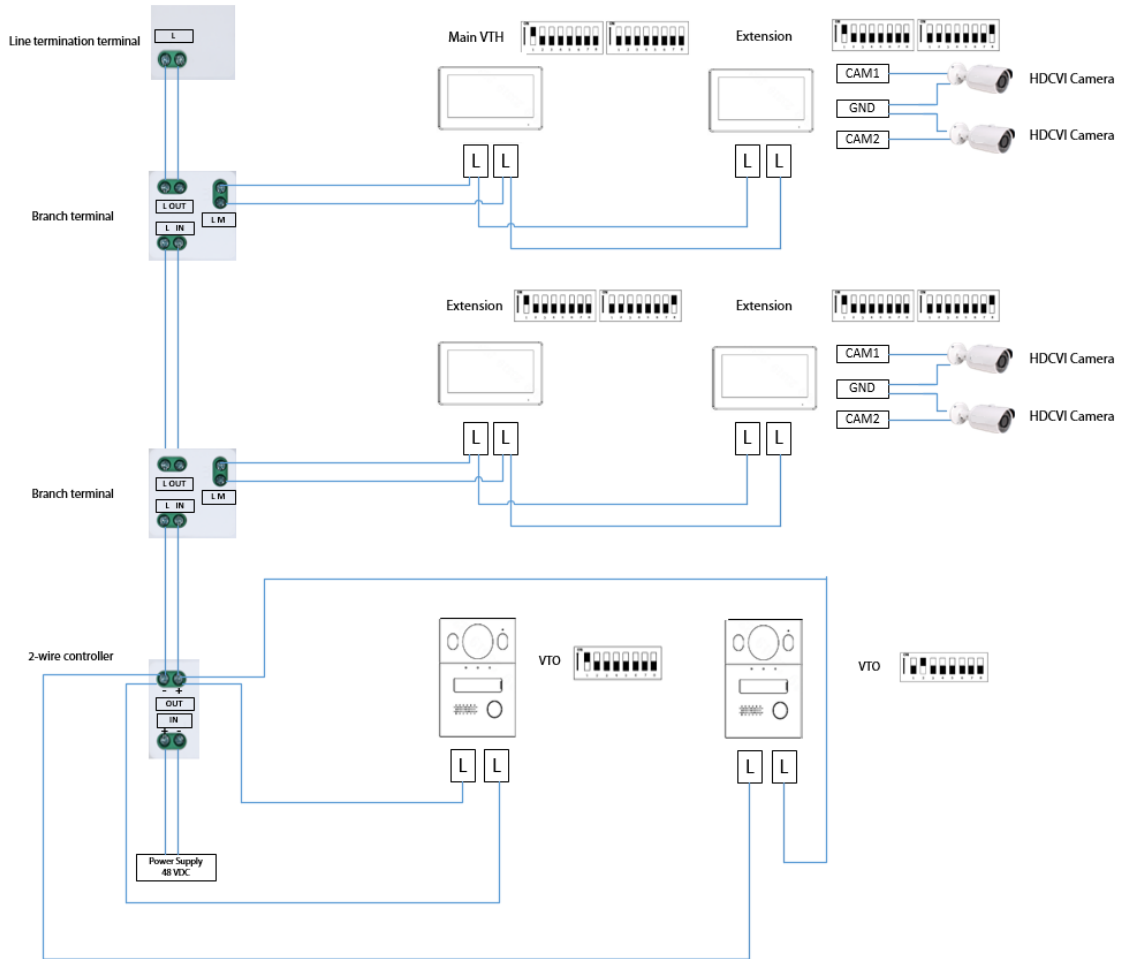 Line termination terminal
L
Main VTH
Extension
CAM1
GND
CAM2
HDCVI Camera
HDCVI Camera
L
L
L
L
Branch terminal
L OUT
L IN
L M
Extension
Extension
CAM1
GND
CAM2
HDCVI Camera
HDCVI Camera
L
L
L
L
Branch terminal
L OUT
L IN
L M
2-wire controller
- +
OUT
IN
+ -
VTO
VTO
L
L
L
L
Power Supply
48 VDC